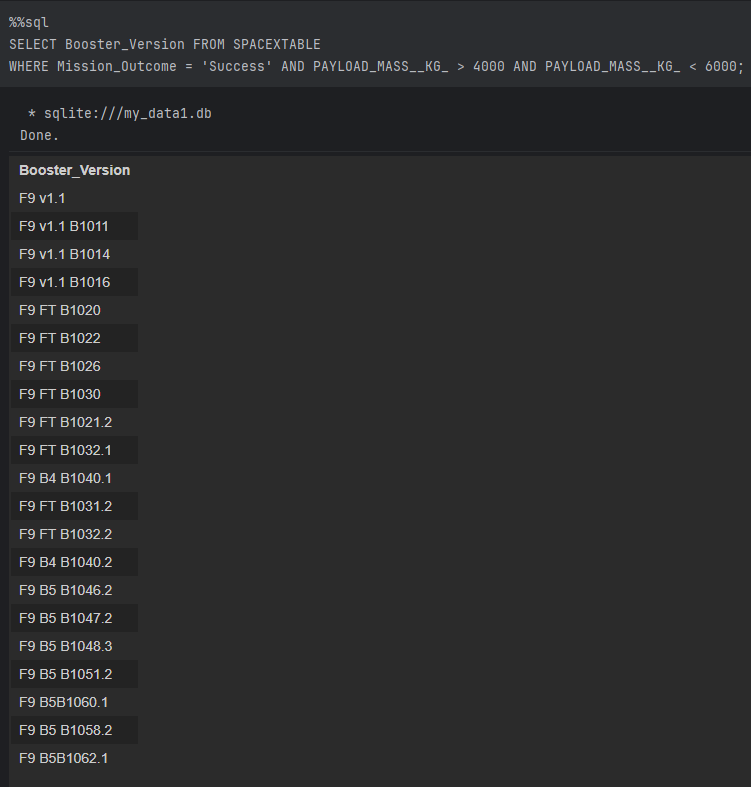 %%sql
SELECT Booster_Version FROM SPACEXTABLE
WHERE Mission_Outcome = 'Success' AND PAYLOAD_MASS__KG_ > 4000 AND PAYLOAD_MASS__KG_ < 6000;
* sqlite:///my_data1.db
Done.
Booster_Version
F9 v1.1
F9 v1.1 B1011
F9 v1.1 B1014
F9 v1.1 B1016
F9 FT B1020
F9 FT B1022
F9 FT B1026
F9 FT B1030
F9 FT B1021.2
F9 FT B1032.1
F9 B4 B1040.1
F9 FT B1031.2
F9 FT B1032.2
F9 B4 B1040.2
F9 B5 B1046.2
F9 B5 B1047.2
F9 B5 B1048.3
F9 B5 B1051.2
F9 B5B1060.1
F9 B5 B1058.2
F9 B5B1062.1